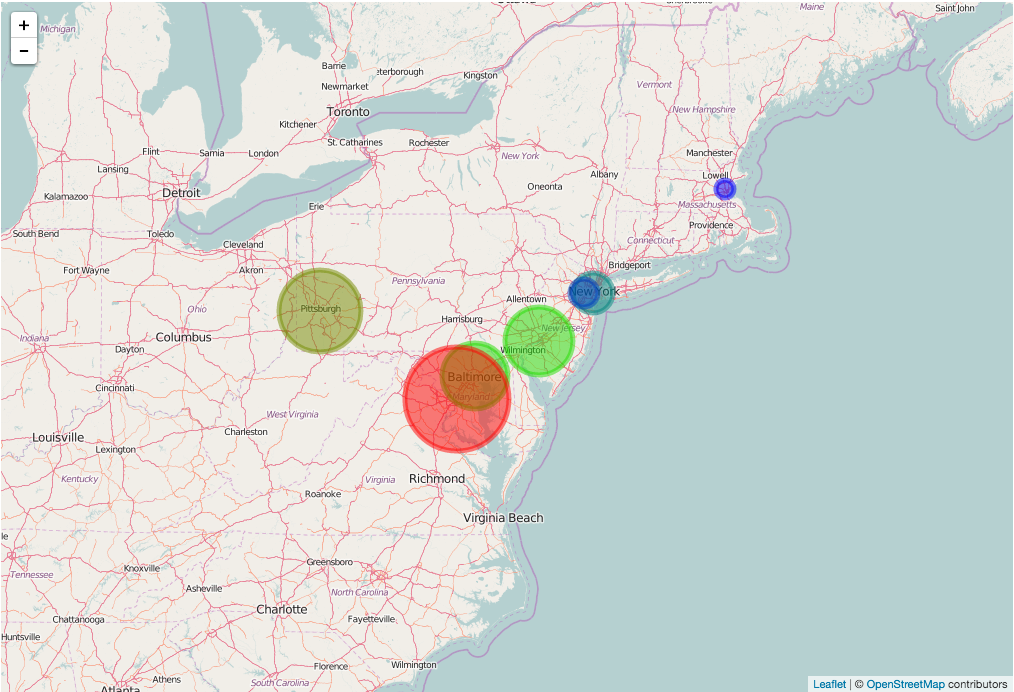 +
−
Michigan
Maine
Saint John
Barrie
eterborough
Kingston
Newmarket
Vermont
Toronto
New Hampshire
Kitchener
St. Catharines
Rochester
Flint
Sarnia
London
New York
Manchester
Lansing
Albany
Lowell
Kalamazoo
Detroit
Oneonta
Erie
Massachusetts
Providence
South Bend
Toledo
Cleveland
Connecticut
Fort Wayne
Akron
Bridgeport
Pennsylvania
New York
Allentown
Ohio
Pittsburgh
Harrisburg
New Jersey
Indiana
Columbus
Dayton
Wilmington
Cincinnati
Baltimore
Maryland
West Virginia
Louisville
Charleston
Lexington
Kentucky
Virginia
Richmond
Roanoke
Virginia Beach
le
Greensboro
Knoxville
Tennessee
Asheville
North Carolina
Charlotte
Chattanooga
Fayetteville
Huntsville
Florence
Wilmington
Athens
South Carolina
Atlanta
Leaflet | © OpenStreetMap contributors